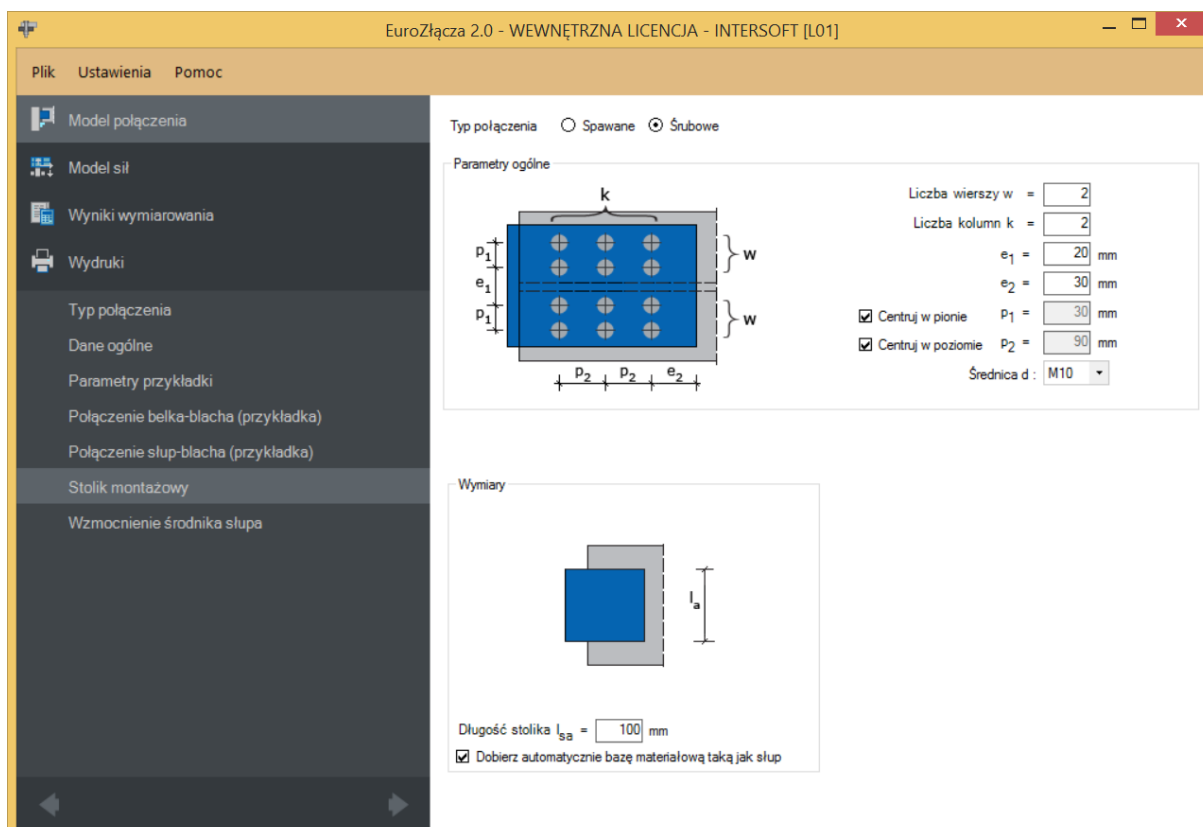 EuroZłącza 2.0 - WEWNĘTRZNA LICENCJA - INTERSOFT [L01]
Plik Ustawienia Pomoc
Model połączenia
Model sił
Wyniki wymiarowania
Wydruki
Typ połączenia
Dane ogólne
Parametry przykładki
Połączenie belka-blacha (przykładka)
Połączenie słup-blacha (przykładka)
Stolik montażowy
Wzmocnienie środnika słupa
Typ połączenia Spawane Śrubowe
Parametry ogólne
k
p1
e1
p1
w
w
p2 p2 e2
Liczba wierszy w = 2
Liczba kolumn k = 2
e1 = 20 mm
e2 = 30 mm
Centruj w pionie p1 = 30 mm
Centruj w poziomie p2 = 90 mm
Średnica d : M10
Wymiary
la
Długość stolika lsa = 100 mm
Dobierz automatycznie bazę materiałową taką jak słup